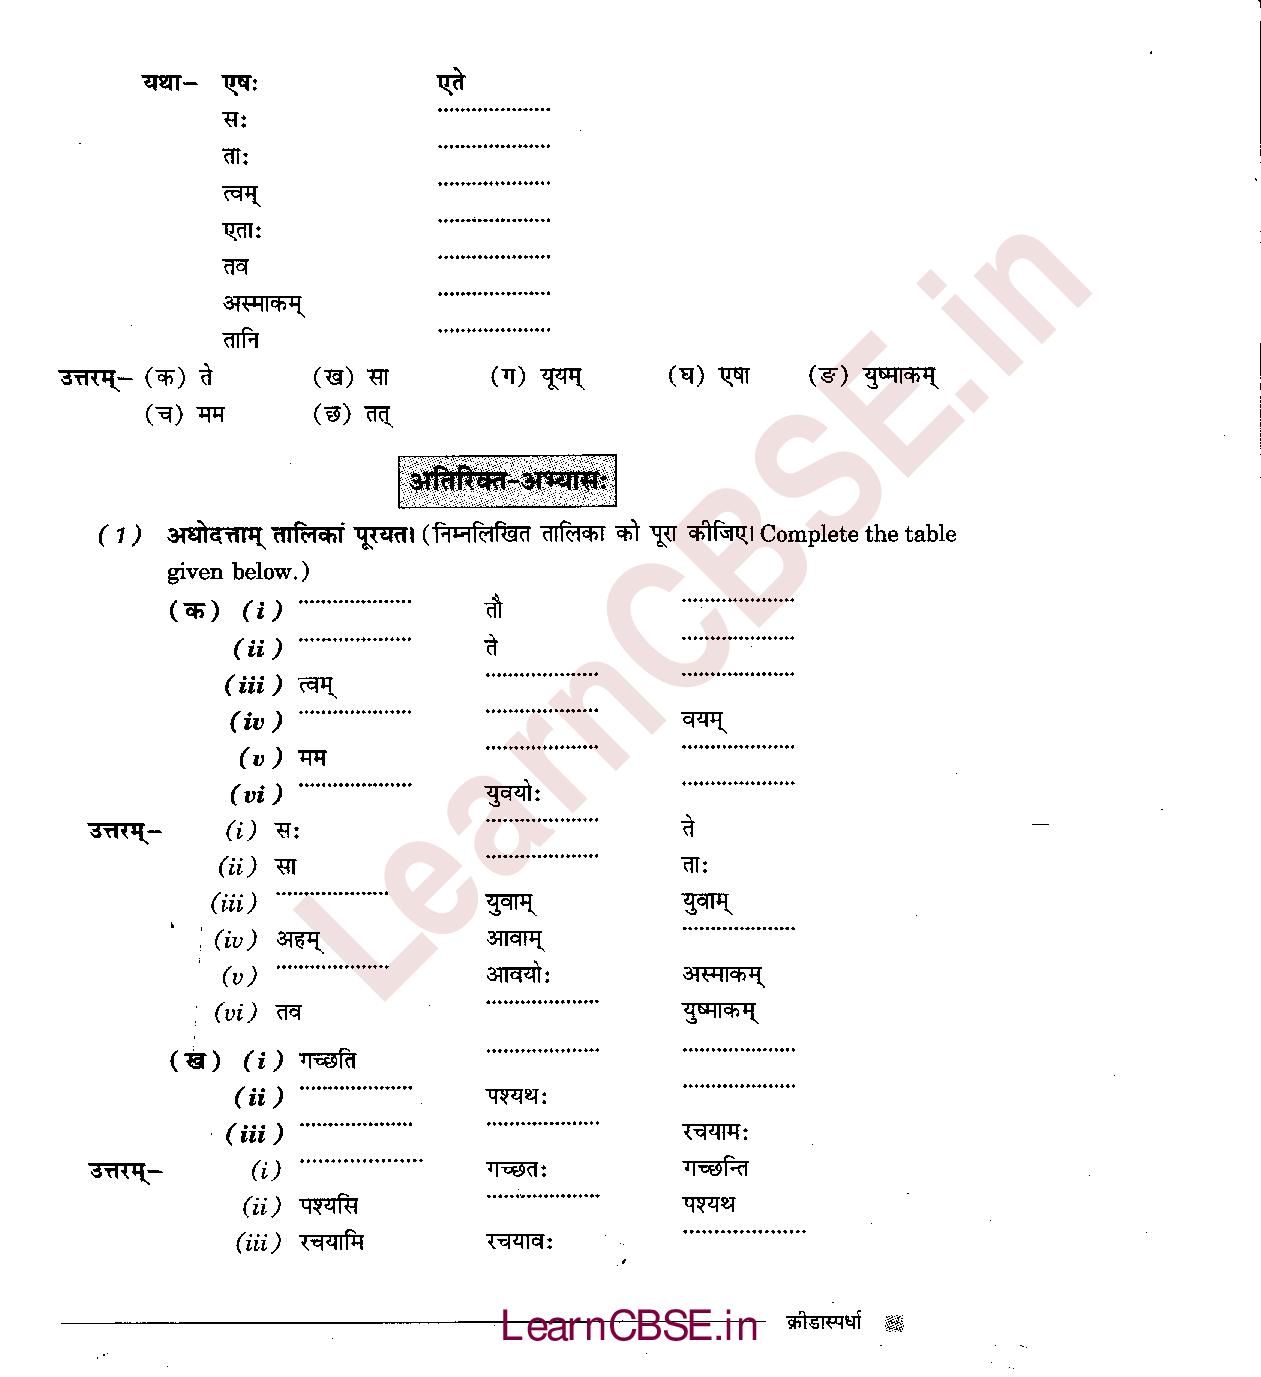 यथा– एषः एते
सः ....................
ताः ....................
त्वम् ....................
एताः ....................
तव ....................
अस्माकम् ....................
तानि ....................
उत्तरम्– (क) ते (ख) सा (ग) यूयम् (घ) एषा (ङ) युष्माकम्
(च) मम (छ) तत्
अतिरिक्त-अभ्यासः
(1) अधोदत्ताम् तालिकां पूरयत। (निम्नलिखित तालिका को पूरा कीजिए। Complete the table
given below.)
(क) (i) .................... तौ ....................
(ii) .................... ते ....................
(iii) त्वम् .................... ....................
(iv) .................... .................... वयम्
(v) मम .................... ....................
(vi) .................... युवयोः ....................
उत्तरम्– (i) सः .................... ते
(ii) सा .................... ताः
(iii) .................... युवाम् युवाम्
(iv) अहम् आवाम् ....................
(v) .................... आवयोः अस्माकम्
(vi) तव .................... युष्माकम्
(ख) (i) गच्छति .................... ....................
(ii) .................... पश्यथः ....................
(iii) .................... .................... रचयामः
उत्तरम्– (i) .................... गच्छतः गच्छन्ति
(ii) पश्यसि .................... पश्यथ
(iii) रचयामि रचयावः ....................
LearnCBSE.in
LearnCBSE.in क्रीडास्पर्धा